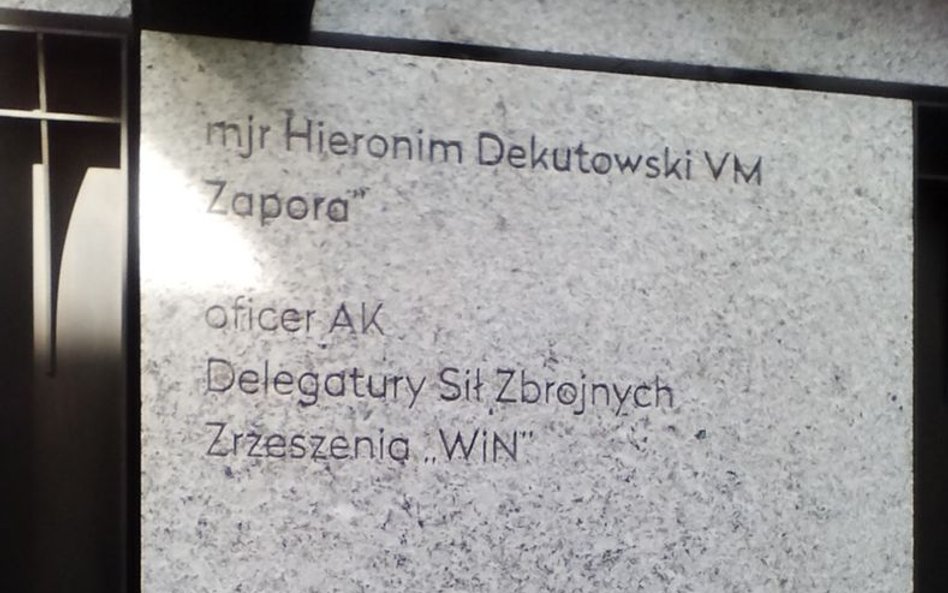 mjr Hieronim Dekutowski VM
Zapora”
oficer AK
Delegatury Sił Zbrojnych
Zrzeszenia „WiN”